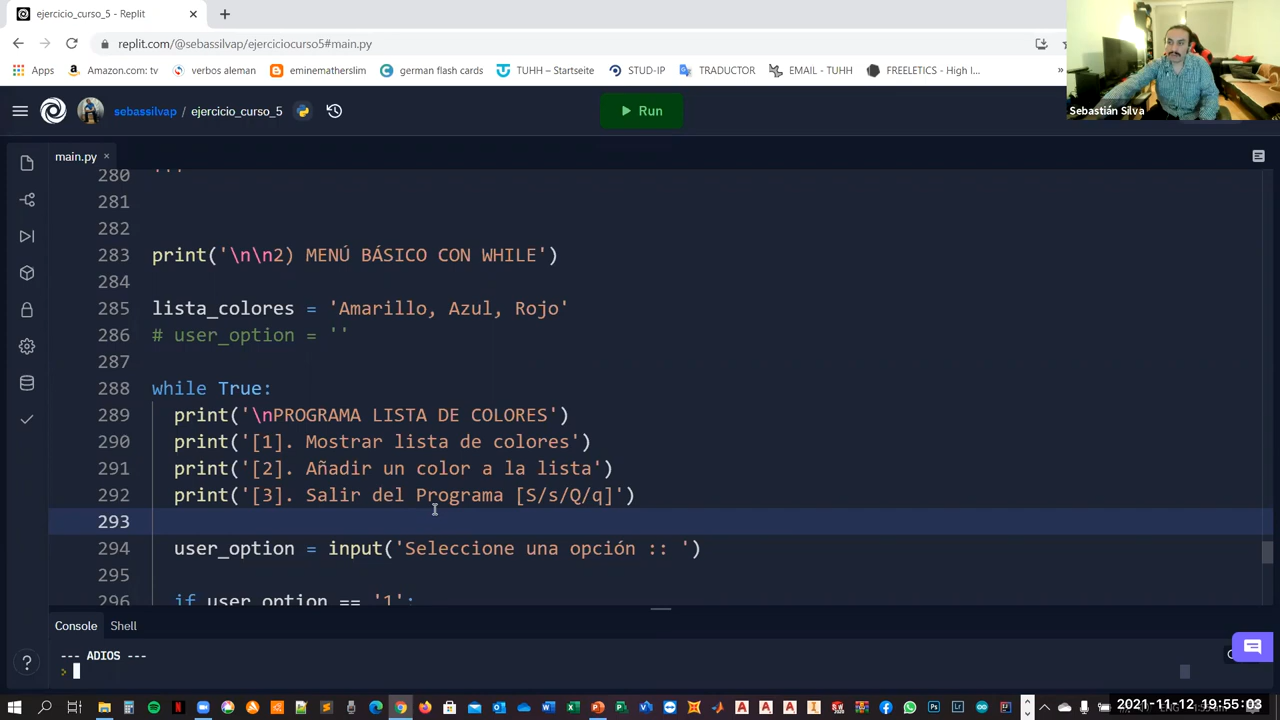 ejercicio_curso_5 - Replit
replit.com/@sebassilvap/ejerciciocurso5#main.py
Apps
Amazon.com: tv
verbos aleman
eminematherslim
german flash cards
TUHH – Startseite
STUD-IP
TRADUCTOR
EMAIL - TUHH
FREELETICS - High I...
»
Sebastián Silva
sebassilvap / ejercicio_curso_5
Run
main.py
280 '''
281
282
283 print('\n\n2) MENÚ BÁSICO CON WHILE')
284
285 lista_colores = 'Amarillo, Azul, Rojo'
286 # user_option = ''
287
288 while True:
289 print('\nPROGRAMA LISTA DE COLORES')
290 print('[1]. Mostrar lista de colores')
291 print('[2]. Añadir un color a la lista')
292 print('[3]. Salir del Programa [S/s/Q/q]')
293
294 user_option = input('Seleccione una opción :: ')
295
296 if user_option == '1':
Console Shell
--- ADIOS ---
>
2021-11-12 19:55:03